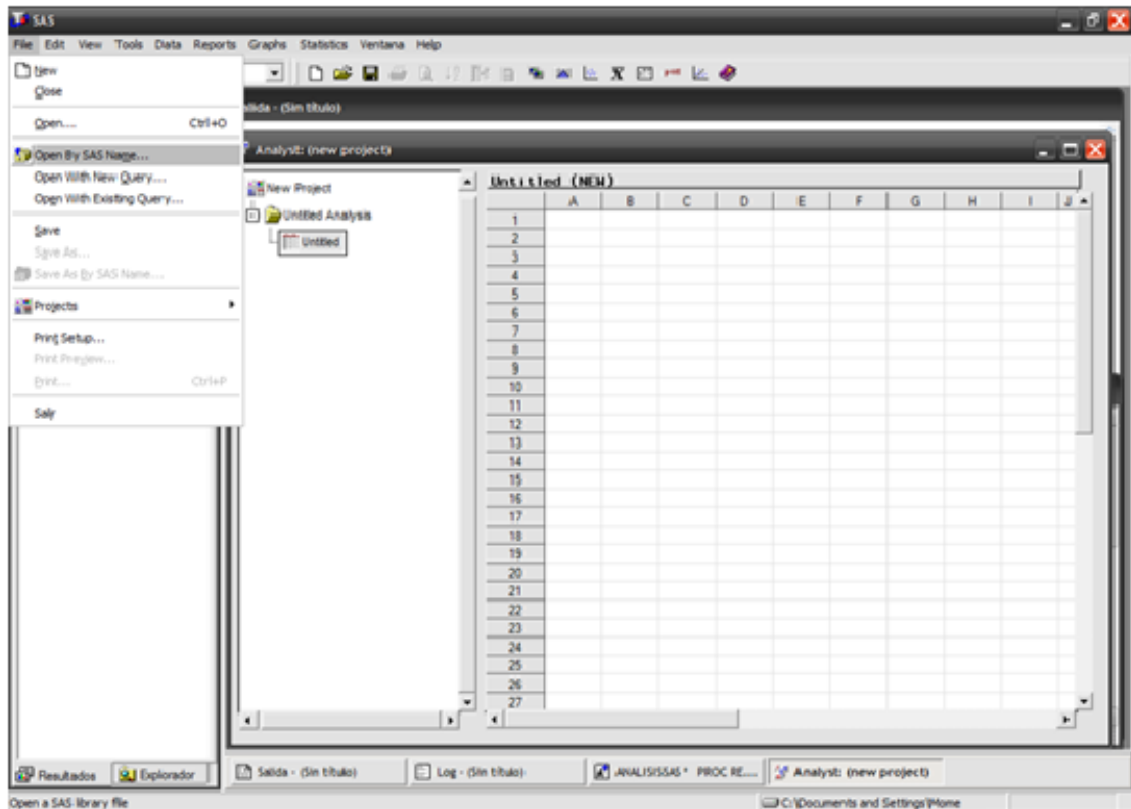 SAS
File Edit View Tools Data Reports Graphs Statistics Ventana Help
New
Close
Open.... Ctrl+O
Open By SAS Name...
Open With New Query....
Open With Existing Query...
Save
Save As...
Save As By SAS Name....
Projects
Print Setup...
Print Preview...
Print.... Ctrl+P
Salir
Salida - (Sim título)
Analyst: (new project)
New Project
Untitled Analysis
Untitled
Untitled (NEW)
A B C D E F G H I J
1
2
3
4
5
6
7
8
9
10
11
12
13
14
15
16
17
18
19
20
21
22
23
24
25
26
27
Resultados Explorador
Salida - (Sin título) Log - (Sin título) ANALISISSAS * PROC RE.... Analyst: (new project)
Open a SAS library file
C:\Documents and Settings\Mome